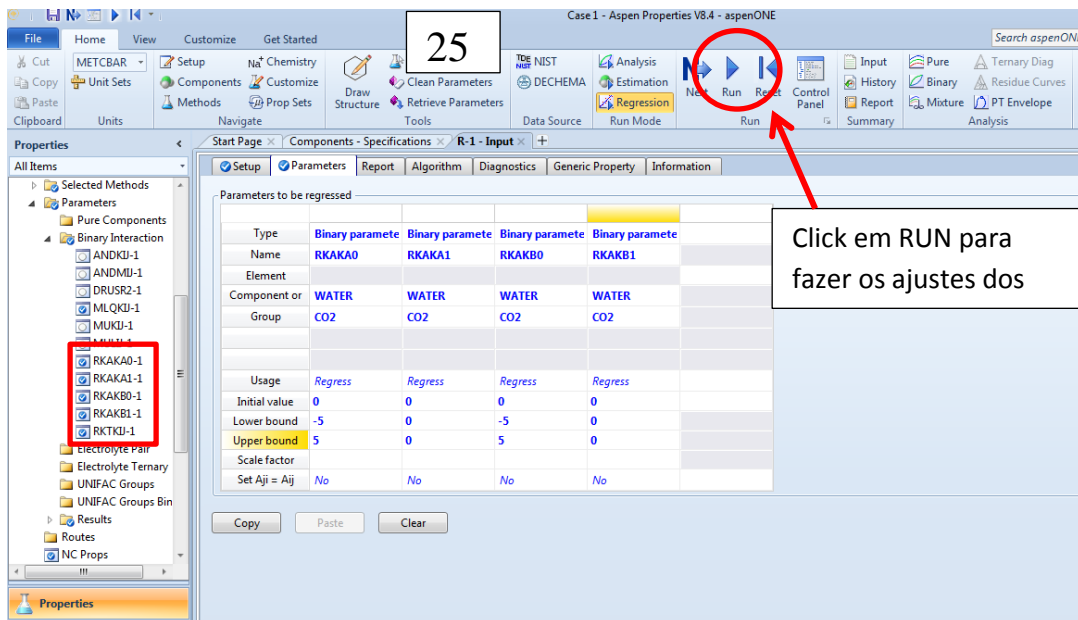 Case 1 - Aspen Properties V8.4 - aspenONE
File Home View Customize Get Started Search aspenONE
25
Cut METCBAR Setup Na+ Chemistry TDE NIST Analysis Input Pure Ternary Diag
Copy Unit Sets Components Customize Clean Parameters DECHEMA Estimation History Binary Residue Curves
Paste Methods Prop Sets Draw Structure Retrieve Parameters Regression Next Run Reset Control Panel Report Mixture PT Envelope
Clipboard Units Navigate Tools Data Source Run Mode Run Summary Analysis
Properties
All Items
Start Page Components - Specifications R-1 - Input +
Setup Parameters Report Algorithm Diagnostics Generic Property Information
Selected Methods
Parameters
Pure Components
Binary Interaction
ANDKIJ-1
ANDMIJ-1
DRUSR2-1
MLQKIJ-1
MUKIJ-1
RKAKA0-1
RKAKA1-1
RKAKB0-1
RKAKB1-1
RKTKIJ-1
Electrolyte Pair
Electrolyte Ternary
UNIFAC Groups
UNIFAC Groups Bin
Results
Routes
NC Props
Properties
Parameters to be regressed
Type Binary paramete Binary paramete Binary paramete Binary paramete
Name RKAKA0 RKAKA1 RKAKB0 RKAKB1
Element
Component or WATER WATER WATER WATER
Group CO2 CO2 CO2 CO2
Usage Regress Regress Regress Regress
Initial value 0 0 0 0
Lower bound -5 0 -5 0
Upper bound 5 0 5 0
Scale factor
Set Aji = Aij No No No No
Copy Paste Clear
Click em RUN para
fazer os ajustes dos